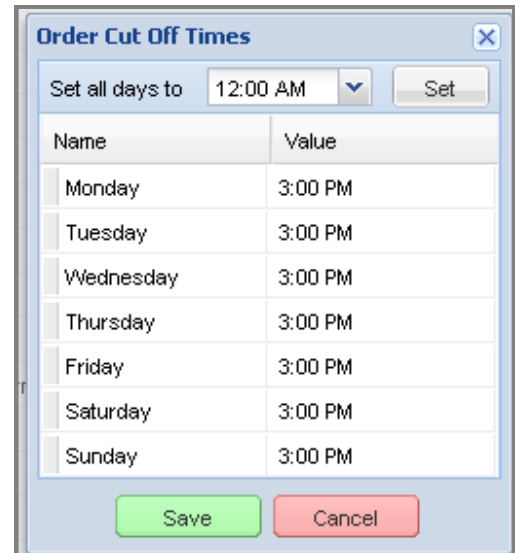 Order Cut Off Times
Set all days to 12:00 AM Set
Name Value
Monday 3:00 PM
Tuesday 3:00 PM
Wednesday 3:00 PM
Thursday 3:00 PM
Friday 3:00 PM
Saturday 3:00 PM
Sunday 3:00 PM
Save Cancel